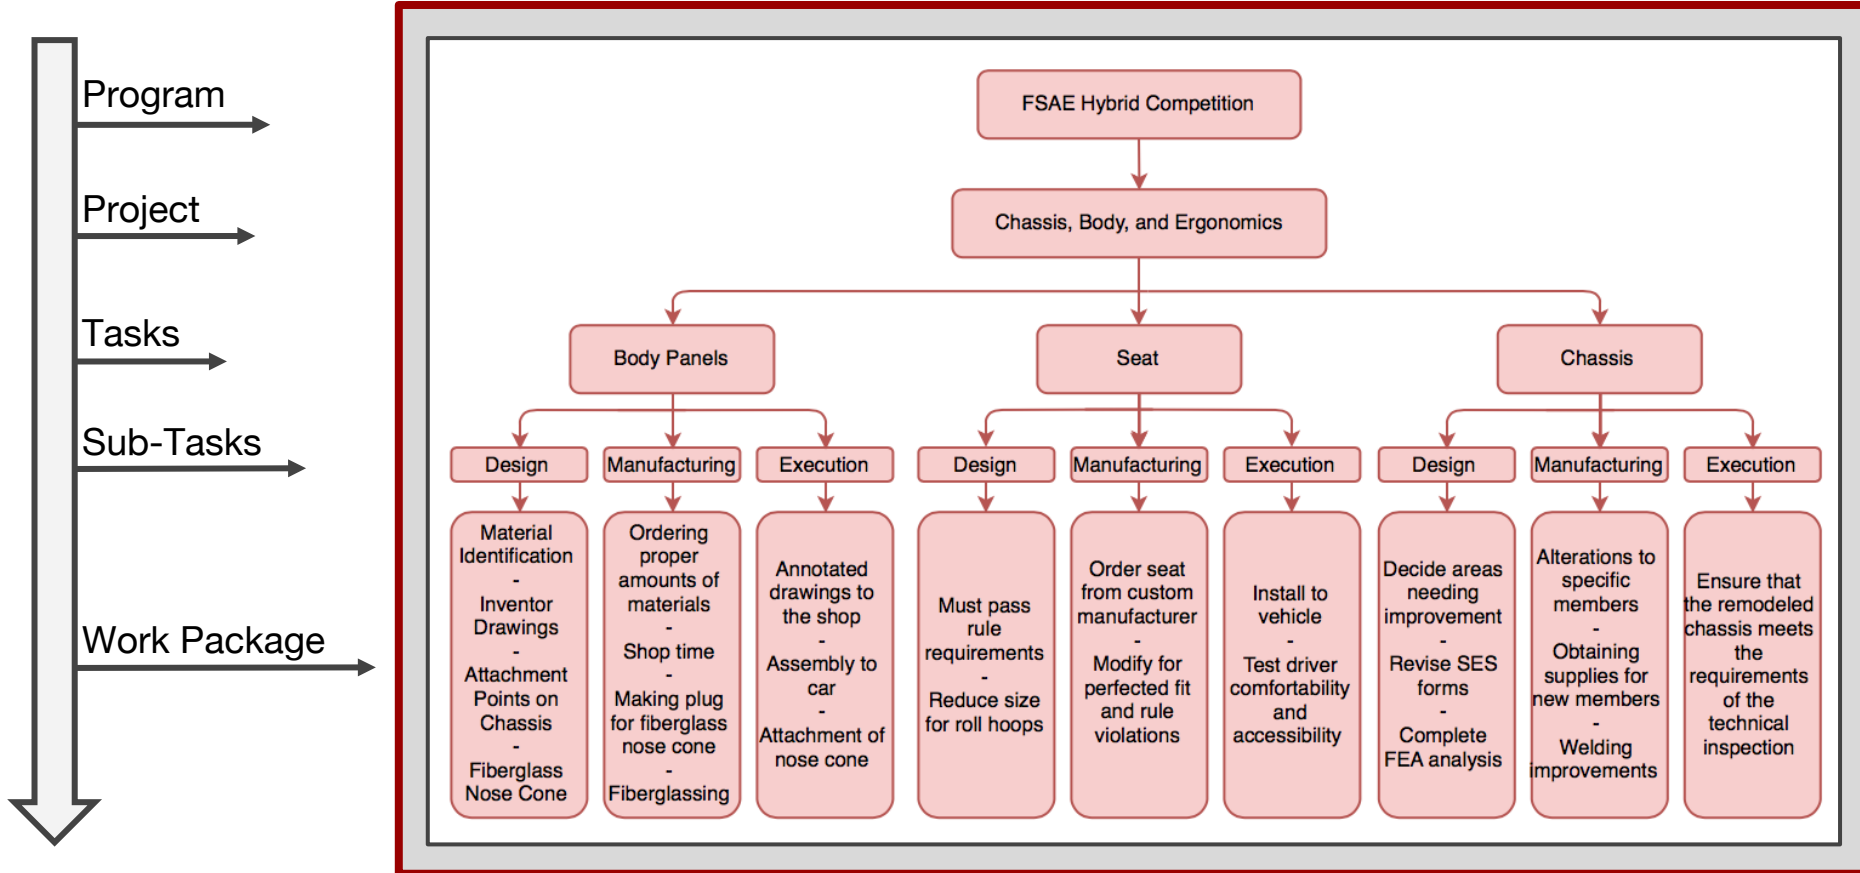 Program
Project
Tasks
Sub-Tasks
Work Package
FSAE Hybrid Competition
Chassis, Body, and Ergonomics
Body Panels
Seat
Chassis
Design
Manufacturing
Execution
Design
Manufacturing
Execution
Design
Manufacturing
Execution
Material
Identification
-
Inventor
Drawings
-
Attachment
Points on
Chassis
-
Fiberglass
Nose Cone
Ordering
proper
amounts of
materials
-
Shop time
-
Making plug
for fiberglass
nose cone
-
Fiberglassing
Annotated
drawings to
the shop
-
Assembly to
car
-
Attachment of
nose cone
Must pass
rule
requirements
-
Reduce size
for roll hoops
Order seat
from custom
manufacturer
-
Modify for
perfected fit
and rule
violations
Install to
vehicle
-
Test driver
comfortability
and
accessibility
Decide areas
needing
improvement
-
Revise SES
forms
-
Complete
FEA analysis
Alterations to
specific
members
-
Obtaining
supplies for
new members
-
Welding
improvements
Ensure that
the remodeled
chassis meets
the
requirements
of the
technical
inspection